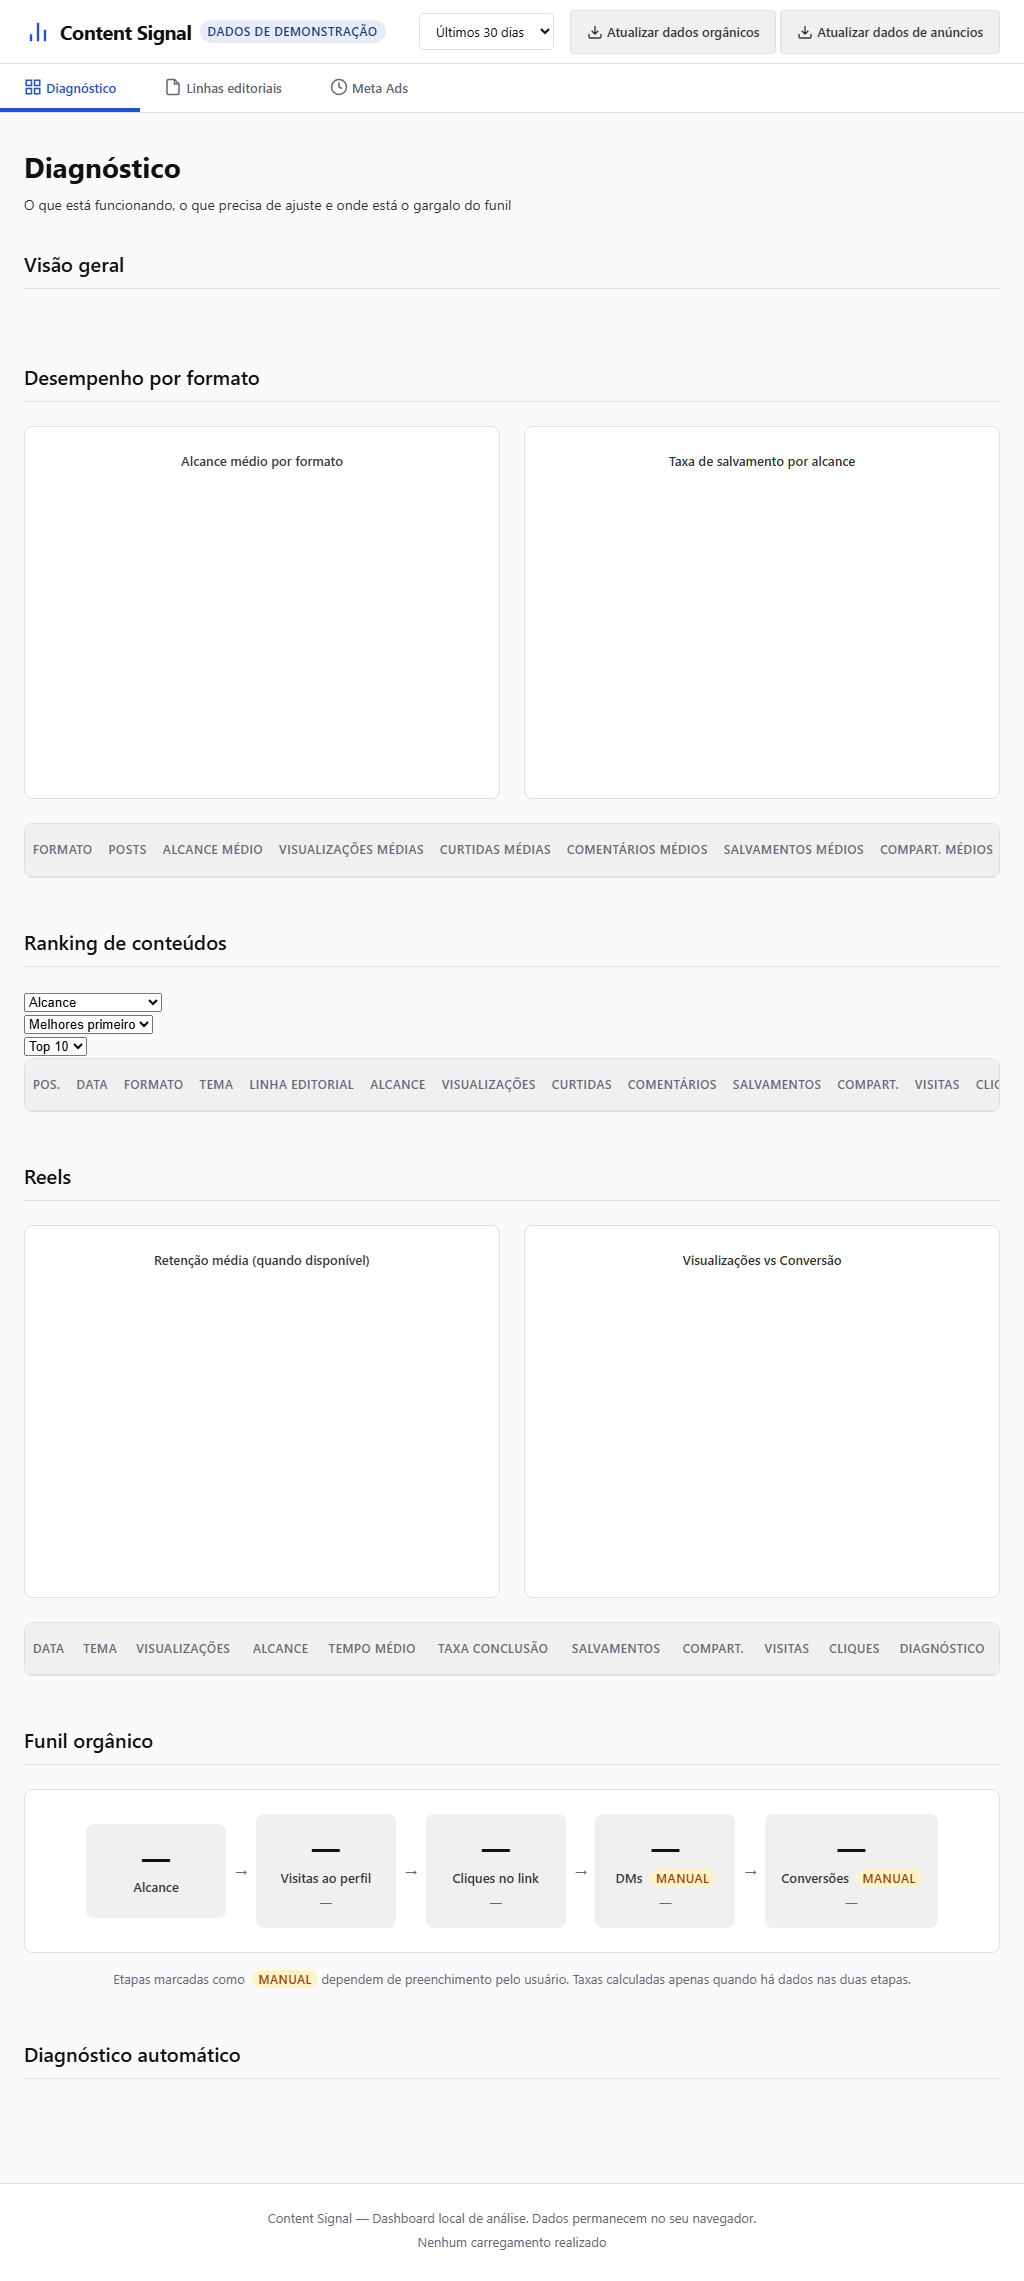 Content Signal DADOS DE DEMONSTRAÇÃO Últimos 30 dias Atualizar dados orgânicos Atualizar dados de anúncios
Diagnóstico Linhas editoriais Meta Ads
Diagnóstico
O que está funcionando, o que precisa de ajuste e onde está o gargalo do funil
Visão geral
Desempenho por formato
Alcance médio por formato Taxa de salvamento por alcance
FORMATO POSTS ALCANCE MÉDIO VISUALIZAÇÕES MÉDIAS CURTIDAS MÉDIAS COMENTÁRIOS MÉDIOS SALVAMENTOS MÉDIOS COMPART. MÉDIOS
Ranking de conteúdos
Alcance
Melhores primeiro
Top 10
POS. DATA FORMATO TEMA LINHA EDITORIAL ALCANCE VISUALIZAÇÕES CURTIDAS COMENTÁRIOS SALVAMENTOS COMPART. VISITAS
Reels
Retenção média (quando disponível) Visualizações vs Conversão
DATA TEMA VISUALIZAÇÕES ALCANCE TEMPO MÉDIO TAXA CONCLUSÃO SALVAMENTOS COMPART. VISITAS CLIQUES DIAGNÓSTICO
Funil orgânico
— → — → — → — → —
Alcance Visitas ao perfil Cliques no link DMs MANUAL Conversões MANUAL
— — — —
Etapas marcadas como MANUAL dependem de preenchimento pelo usuário. Taxas calculadas apenas quando há dados nas duas etapas.
Diagnóstico automático
Content Signal — Dashboard local de análise. Dados permanecem no seu navegador.
Nenhum carregamento realizado